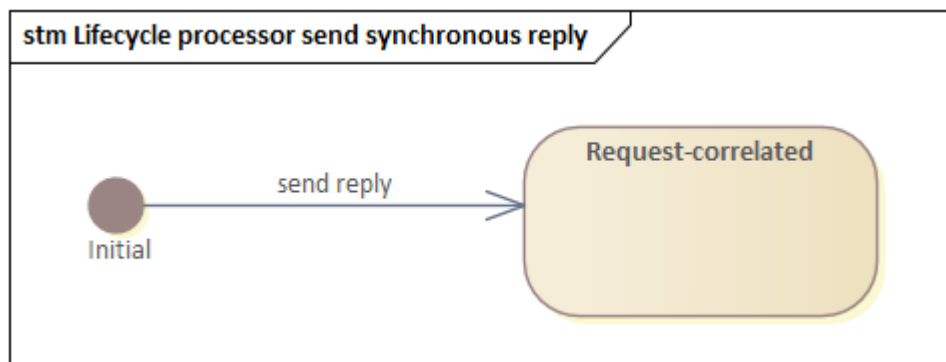 stm Lifecycle processor send synchronous reply
Request-correlated
send reply
Initial